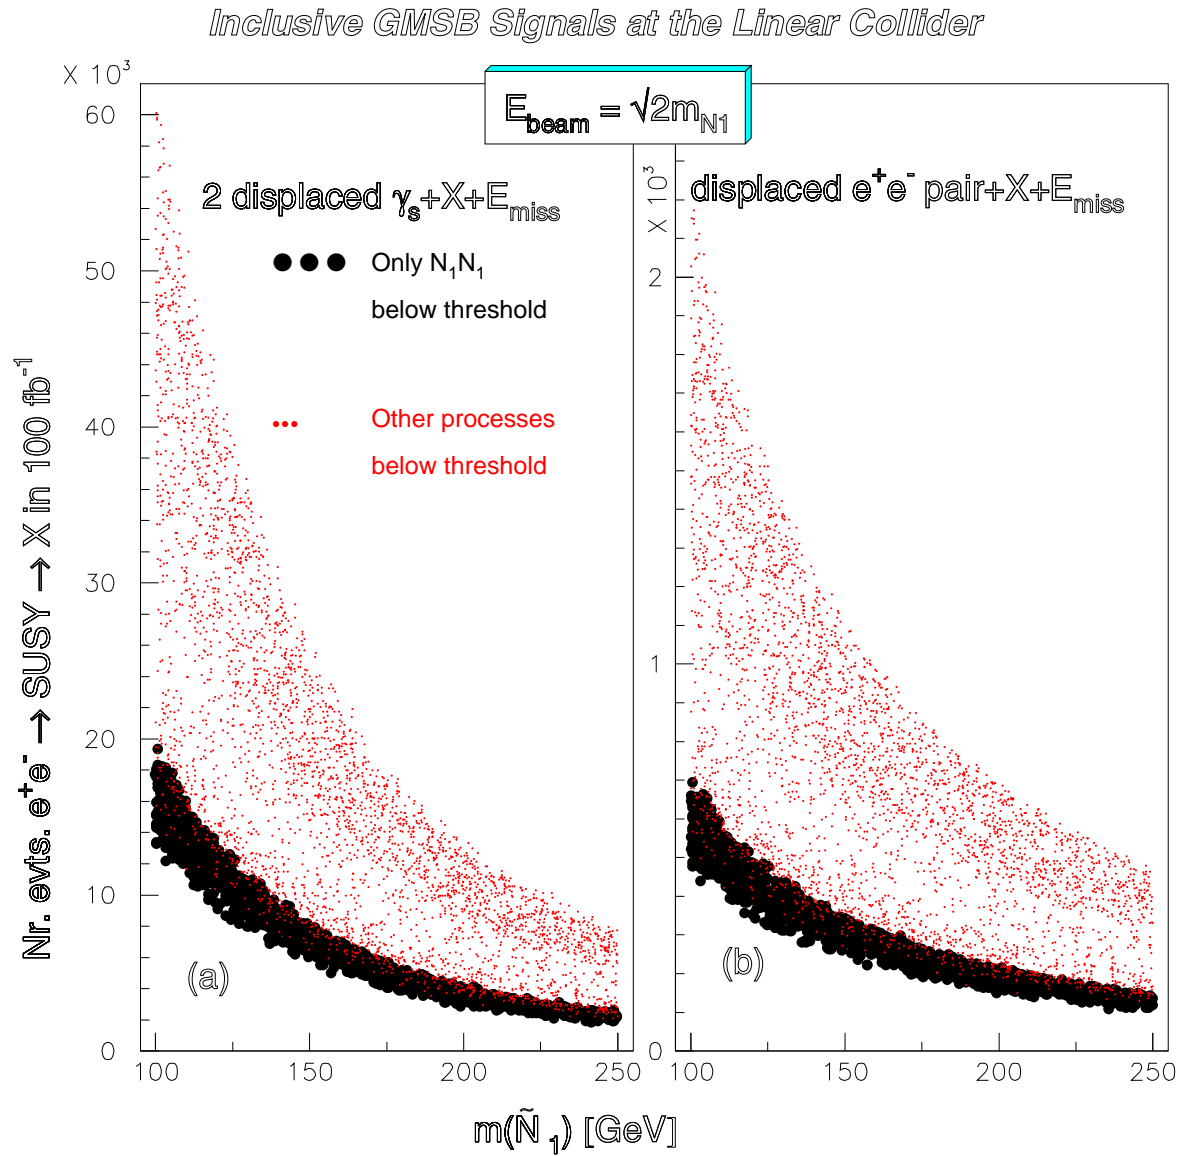 Inclusive GMSB Signals at the Linear Collider
X 10³
E_beam = √2m_N1
60
50
40
30
20
10
0
2 displaced γ_s+X+E_miss
Only N₁N₁
below threshold
Other processes
below threshold
(a)
100 150 200 250
X 10³
displaced e⁺e⁻ pair+X+E_miss
2
1
0
(b)
100 150 200 250
Nr. evts. e⁺e⁻ → SUSY → X in 100 fb⁻¹
m(Ñ₁) [GeV]